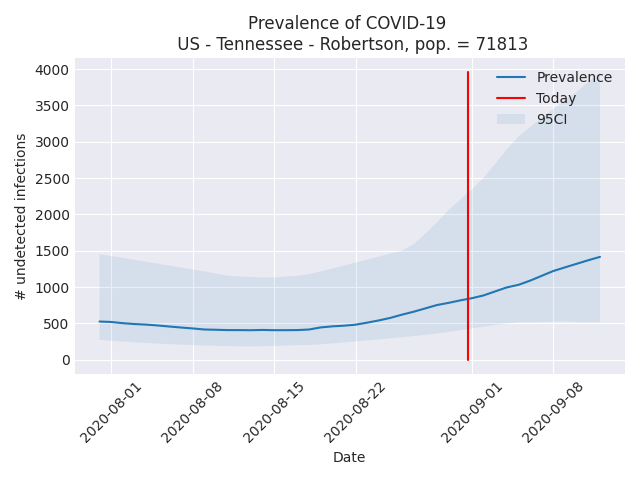 Prevalence of COVID-19
US - Tennessee - Robertson, pop. = 71813
4000
3500
3000
2500
2000
1500
1000
500
0
# undetected infections
Prevalence
Today
95CI
2020-08-01
2020-08-08
2020-08-15
2020-08-22
2020-09-01
2020-09-08
Date